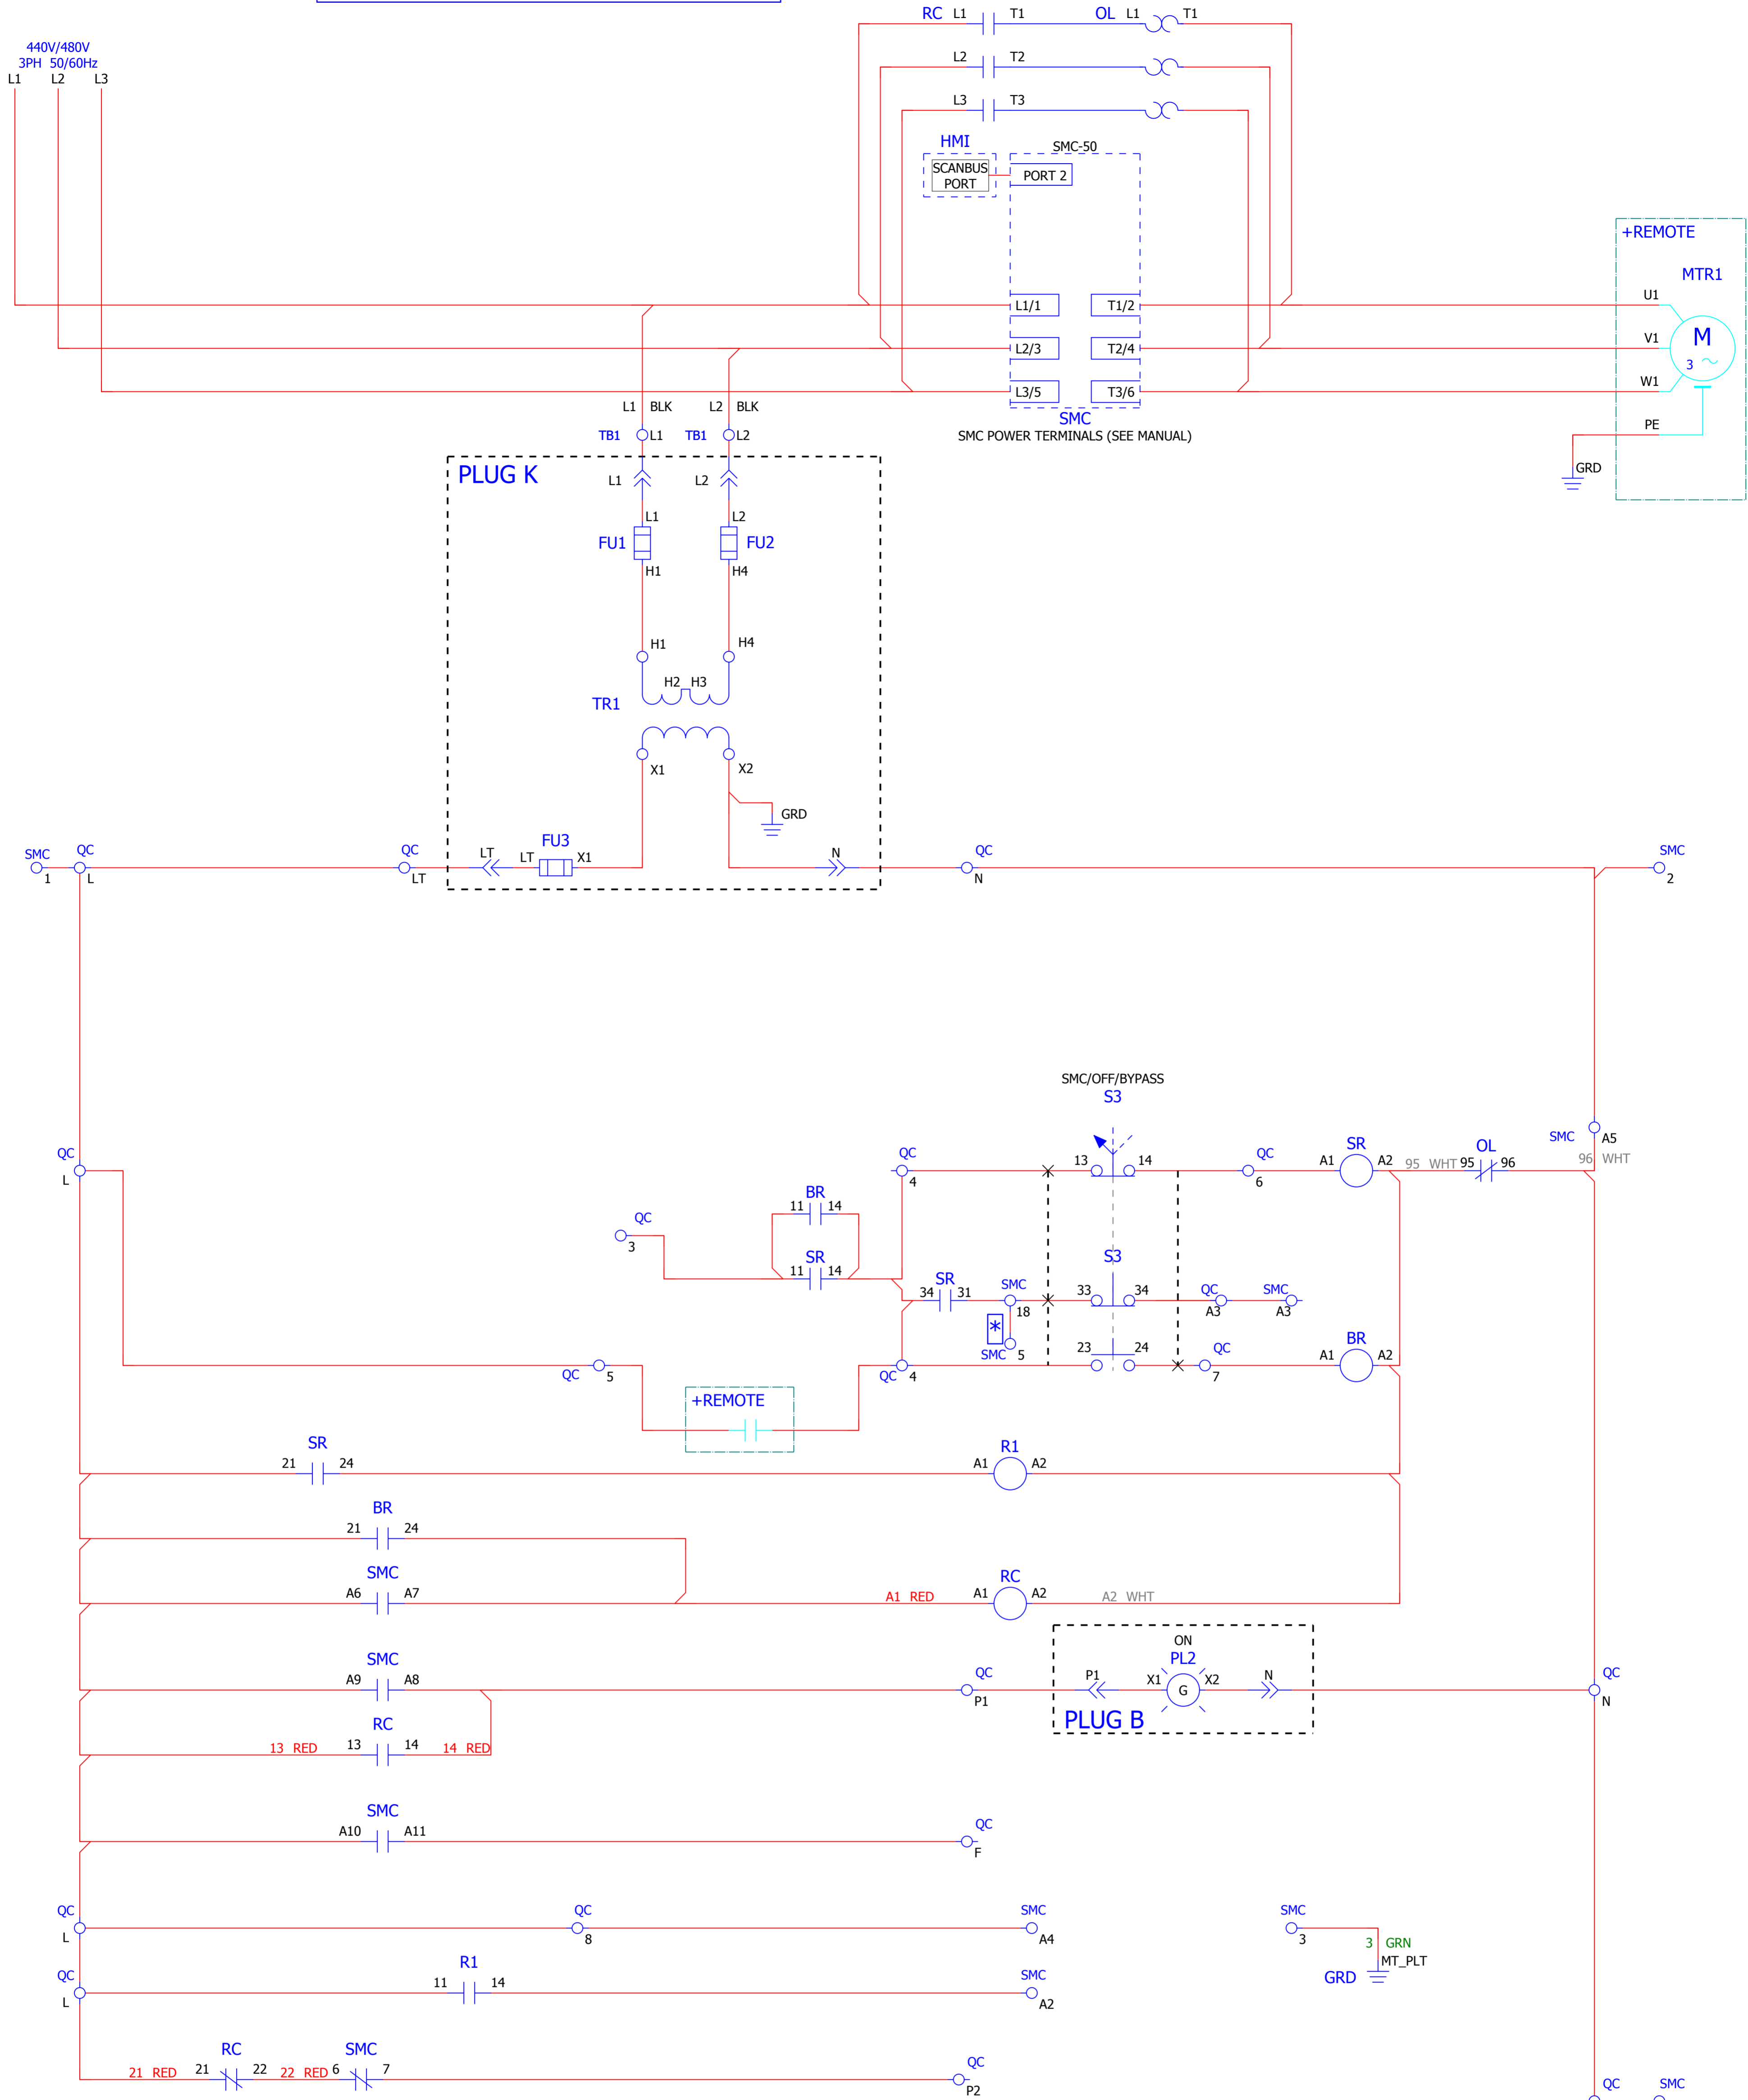 RC L1 T1 OL L1 T1
440V/480V
3PH 50/60Hz
L1 L2 L3
L2 T2
L3 T3
HMI
SMC-50
SCANBUS
PORT
PORT 2
+REMOTE
MTR1
L1/1 T1/2 U1
L2/3 T2/4 V1 M
3
L3/5 T3/6 W1
L1 BLK L2 BLK
SMC
SMC POWER TERMINALS (SEE MANUAL)
PE
GRD
TB1 L1 TB1 L2
PLUG K
L1 L2
L1 L2
FU1 FU2
H1 H4
H1 H4
H2 H3
TR1
X1 X2
GRD
FU3
SMC QC QC LT LT X1 N QC SMC
1 L LT N 2
SMC/OFF/BYPASS
S3
SMC A5
QC QC 13 14 QC SR OL
A1 A2 95 WHT 95 96 96 WHT
L 4 6
BR
11 14
QC
3
SR
11 14
S3
SR
34 31 SMC 33 34 QC SMC
18 A3 A3
*
SMC 5 23 24 QC BR
A1 A2
QC 5 QC 4 7
+REMOTE
SR
21 24
R1
A1 A2
BR
21 24
SMC
A6 A7
RC
A1 RED A1 A2 A2 WHT
ON
SMC
A9 A8
QC P1 X1 PL2 X2 N QC
G
P1 N
PLUG B
RC
13 RED 13 14 14 RED
SMC
A10 A11
QC
F
QC QC SMC SMC
L 8 A4 3
3 GRN
MT_PLT
GRD
QC R1 SMC
11 14
L A2
RC SMC
21 RED 21 22 22 RED 6 7
QC
P2
QC SMC